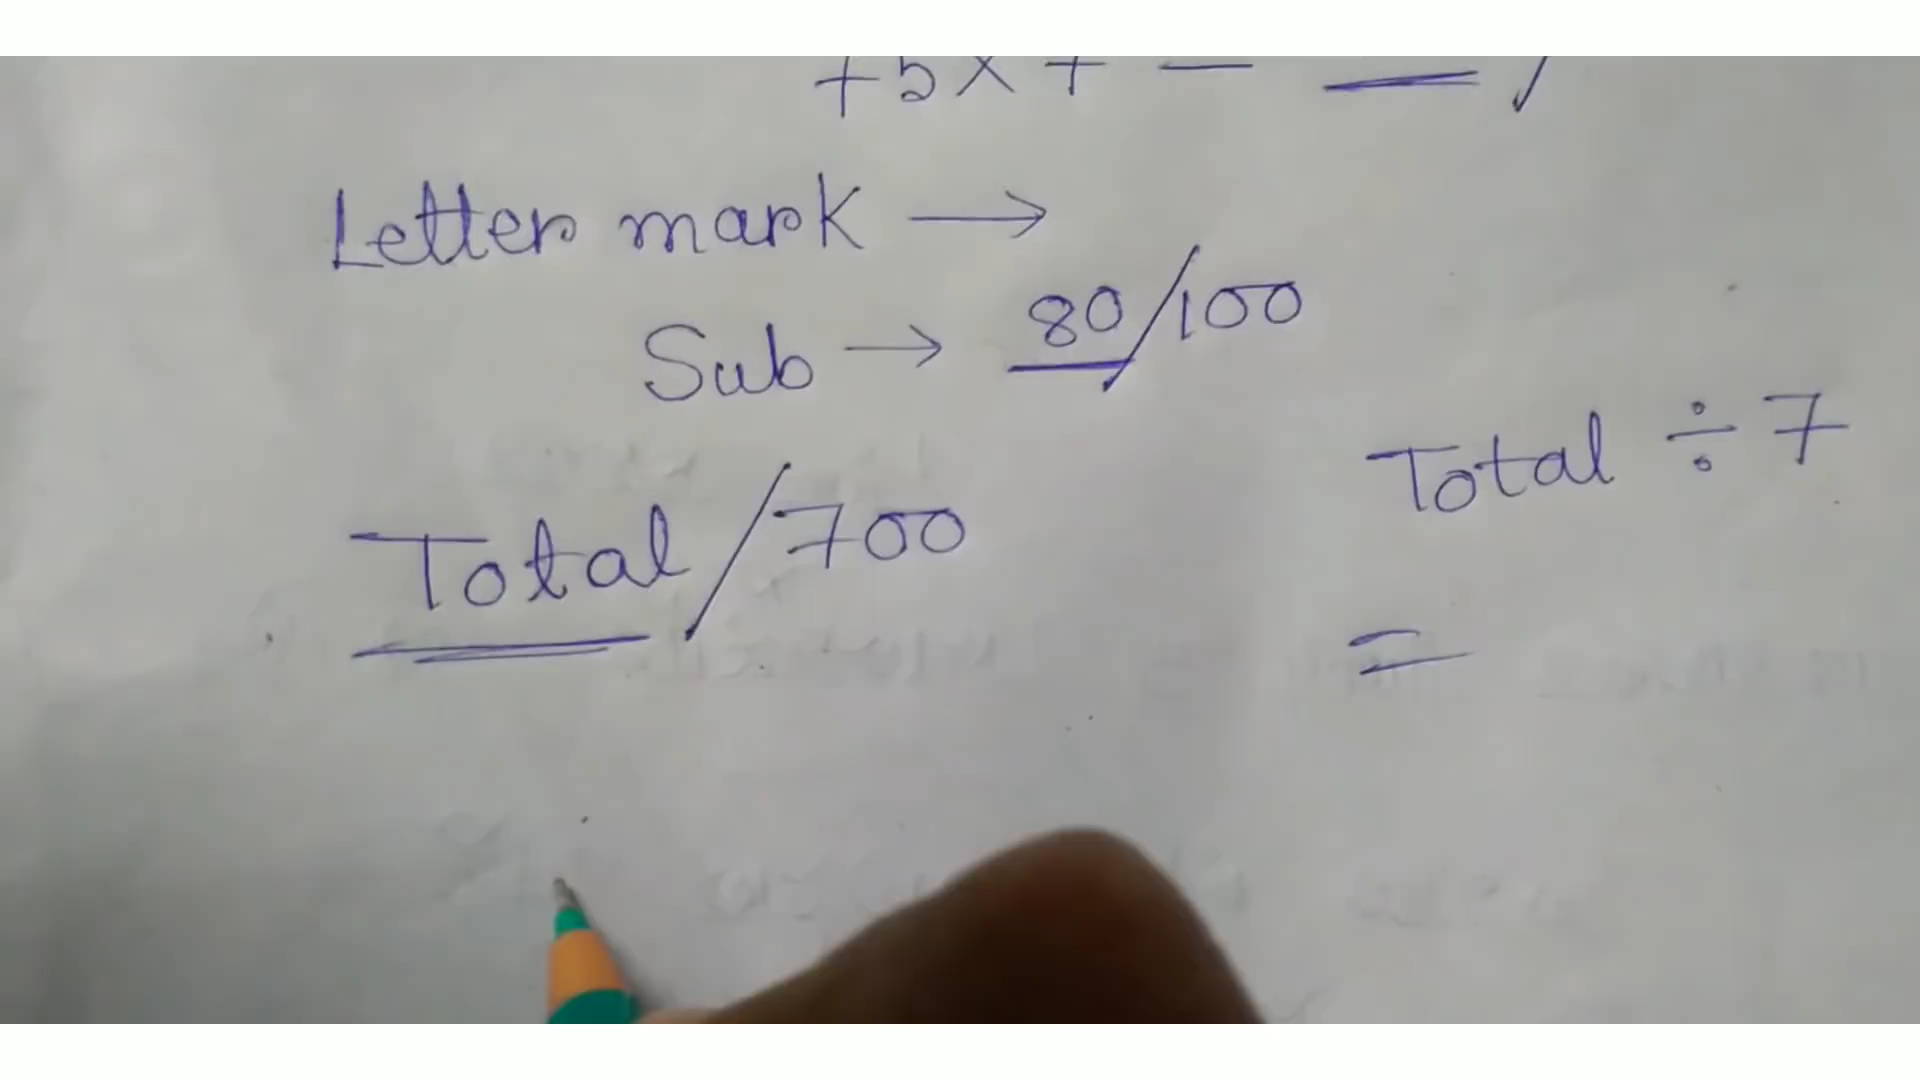 +5x+ — —/
Letter mark →
Sub → 80/100
Total/700
Total ÷ 7
=